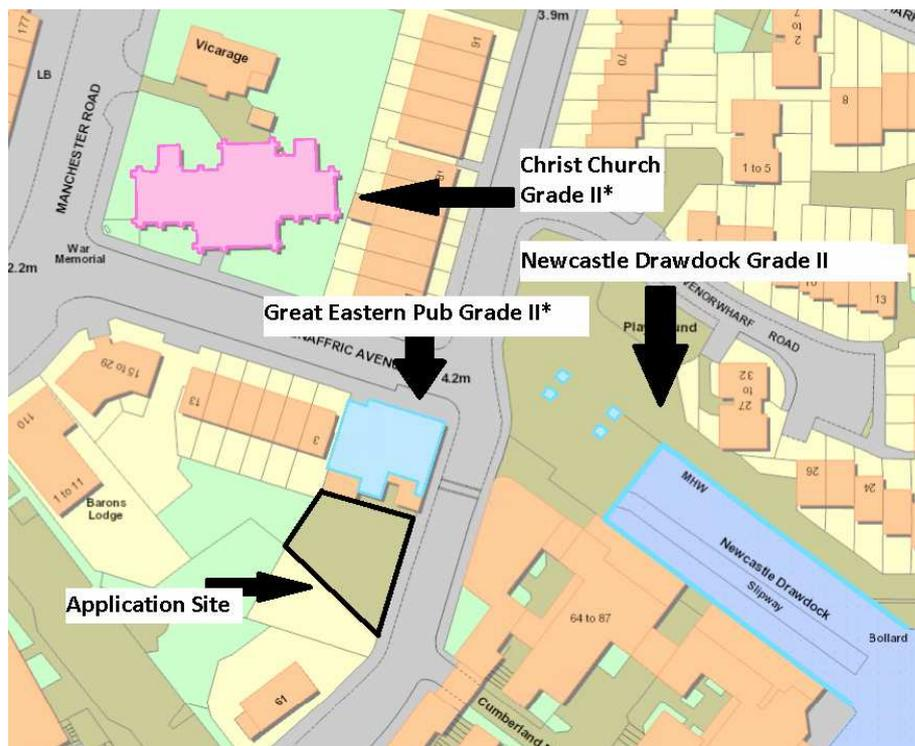 177
LB
MANCHESTER ROAD
Vicarage
91
3.9m
70
2
to
8
1 to 5
Christ Church
Grade II*
War
Memorial
2.2m
Newcastle Drawdock Grade II
Great Eastern Pub Grade II*
13
ROAD
4.2m
32
to
27
15 to 29
13
3
110
1 to 11
Barons
Lodge
26
24
MHW
Newcastle Drawdock
Slipway
Bollard
Application Site
64 to 87
61
Cumberland